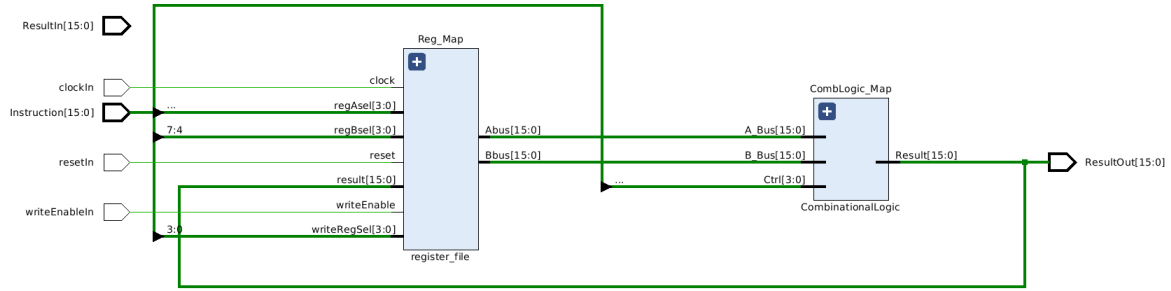 ResultIn[15:0]
clockIn
Instruction[15:0]
resetIn
writeEnableIn
...
7:4
3:0
Reg_Map
clock
regAsel[3:0]
regBsel[3:0]
reset
result[15:0]
writeEnable
writeRegSel[3:0]
Abus[15:0]
Bbus[15:0]
register_file
...
CombLogic_Map
A_Bus[15:0]
B_Bus[15:0]
Ctrl[3:0]
Result[15:0]
CombinationalLogic
ResultOut[15:0]